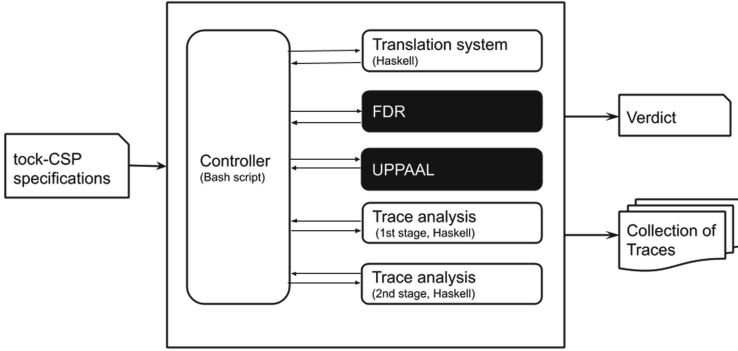 tock-CSP
specifications
Controller
(Bash script)
Translation system
(Haskell)
FDR
UPPAAL
Trace analysis
(1st stage, Haskell)
Trace analysis
(2nd stage, Haskell)
Verdict
Collection of
Traces